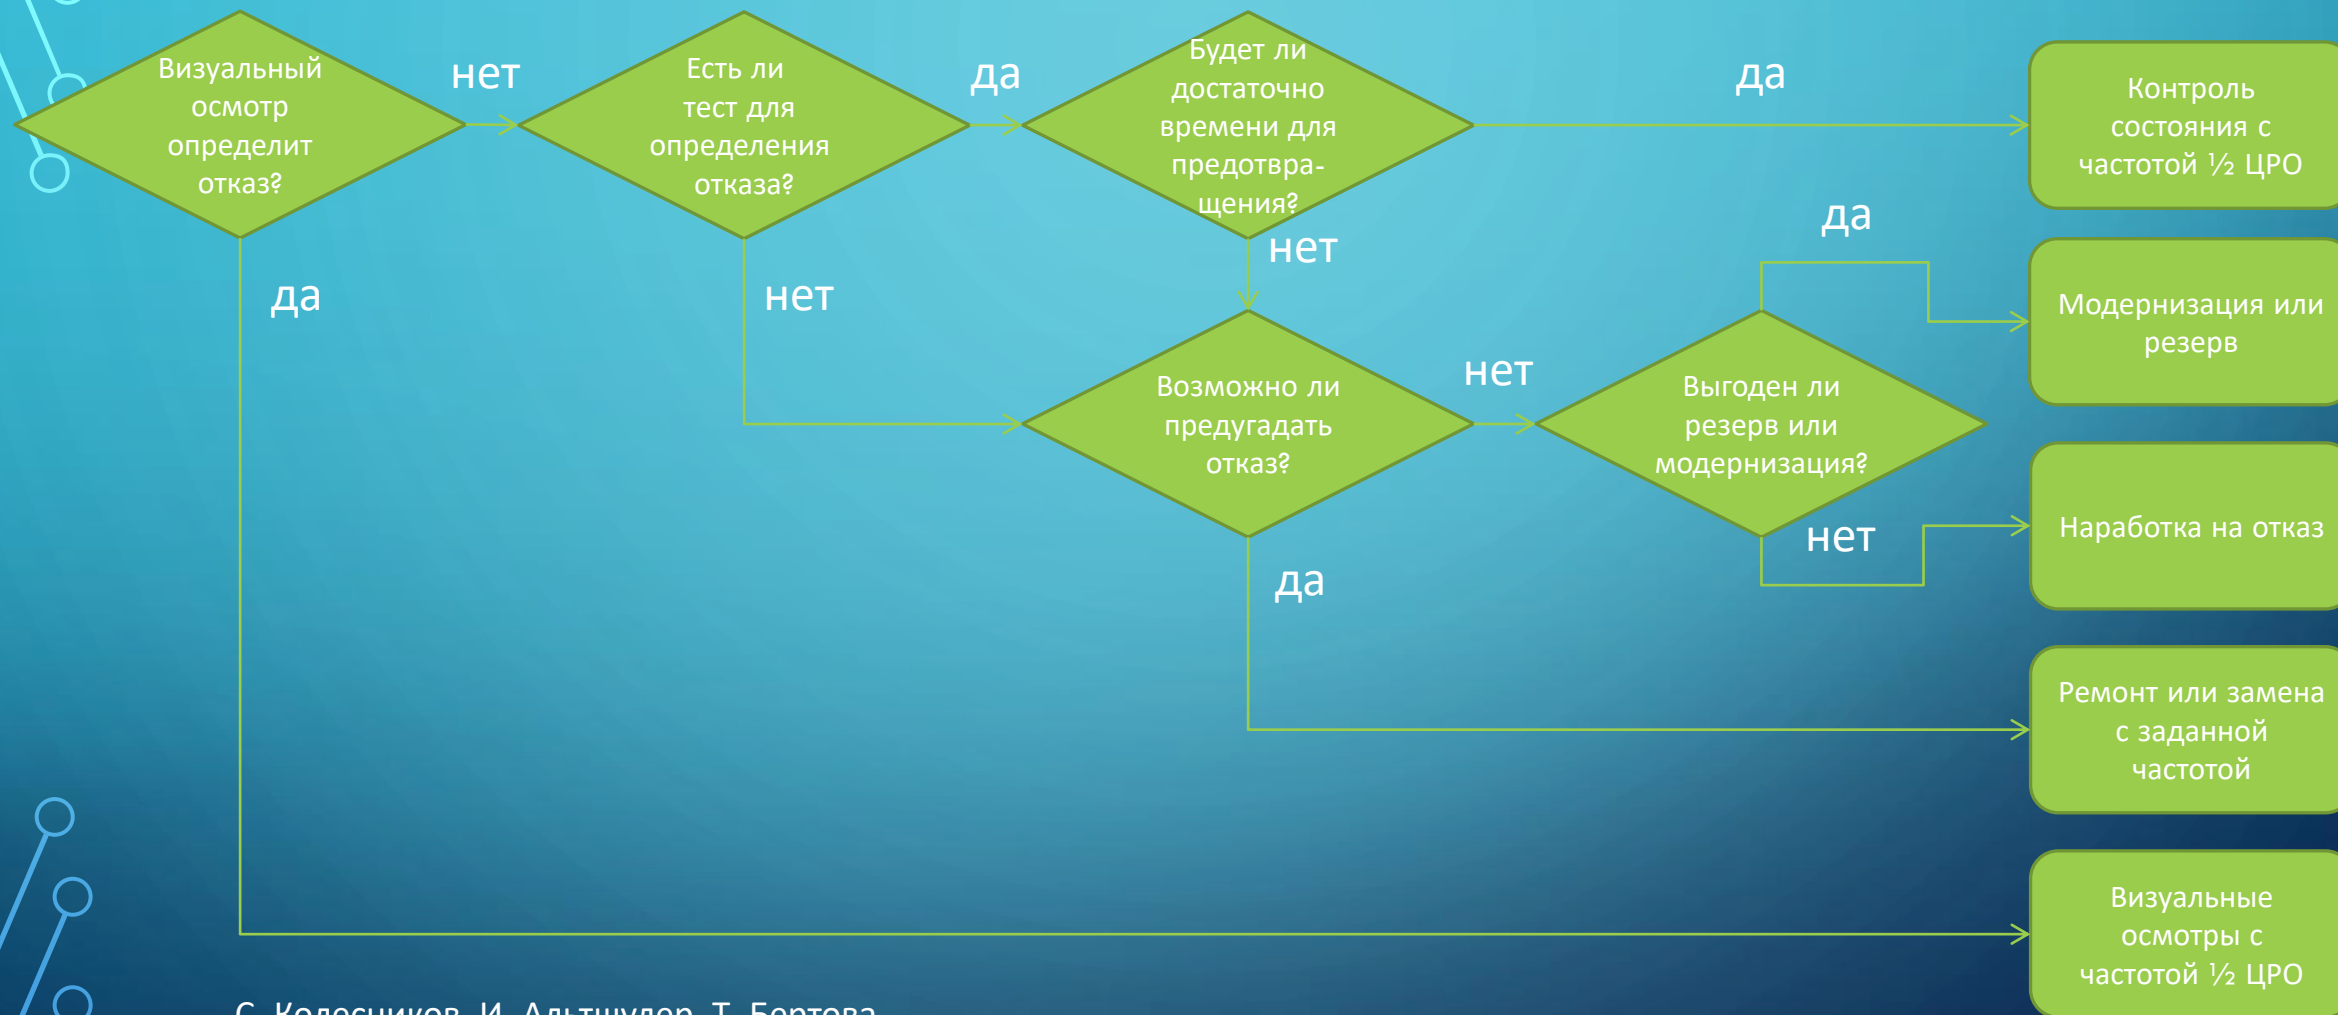 Визуальный
осмотр
определит
отказ?
нет
Есть ли
тест для
определения
отказа?
да
Будет ли
достаточно
времени для
предотвра-
щения?
да
Контроль
состояния с
частотой ½ ЦРО
да
нет
нет
да
Модернизация или
резерв
Возможно ли
предугадать
отказ?
нет
Выгоден ли
резерв или
модернизация?
нет
Наработка на отказ
да
Ремонт или замена
с заданной
частотой
Визуальные
осмотры с
частотой ½ ЦРО
С. Колесников, И. Альтшулер, Т. Бертова